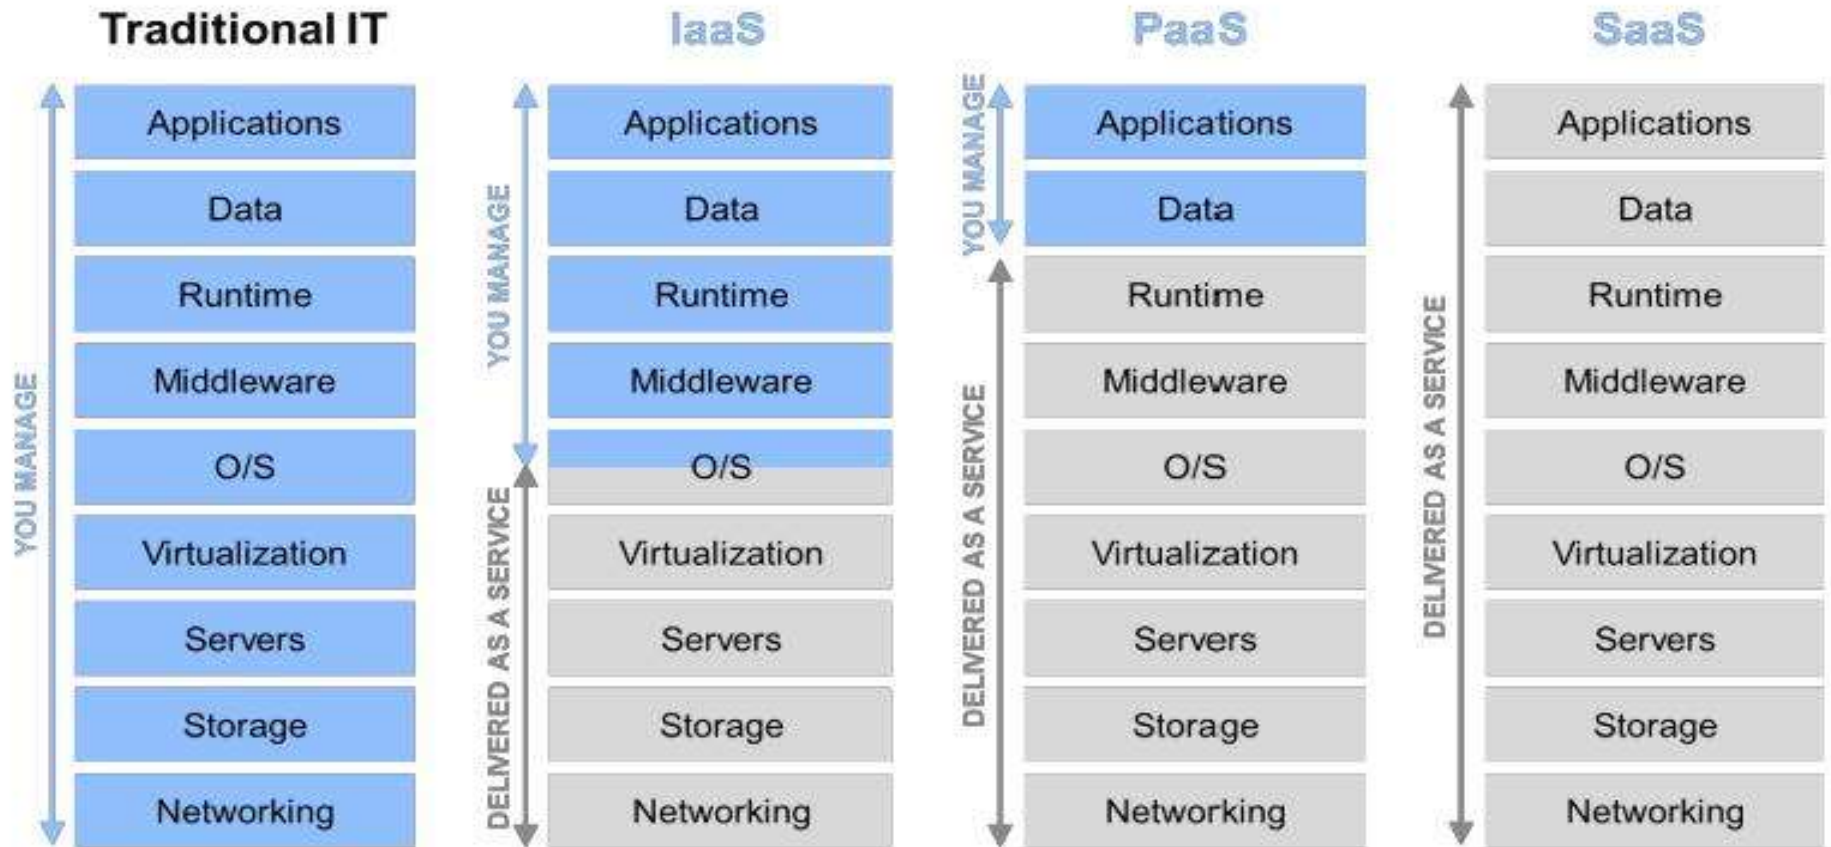 Traditional IT
YOU MANAGE
Applications
Data
Runtime
Middleware
O/S
Virtualization
Servers
Storage
Networking
IaaS
YOU MANAGE
DELIVERED AS A SERVICE
Applications
Data
Runtime
Middleware
O/S
Virtualization
Servers
Storage
Networking
PaaS
YOU MANAGE
DELIVERED AS A SERVICE
Applications
Data
Runtime
Middleware
O/S
Virtualization
Servers
Storage
Networking
SaaS
DELIVERED AS A SERVICE
Applications
Data
Runtime
Middleware
O/S
Virtualization
Servers
Storage
Networking